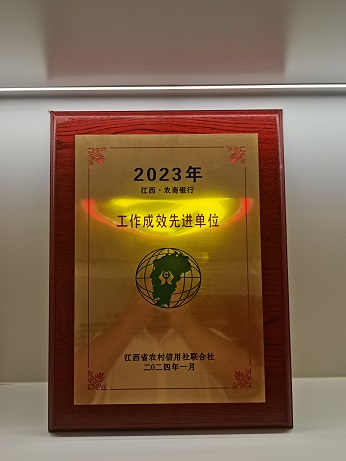 2023年
江西·农商银行
工作成效先进单位
江西省农村信用社联合社
二〇二四年一月